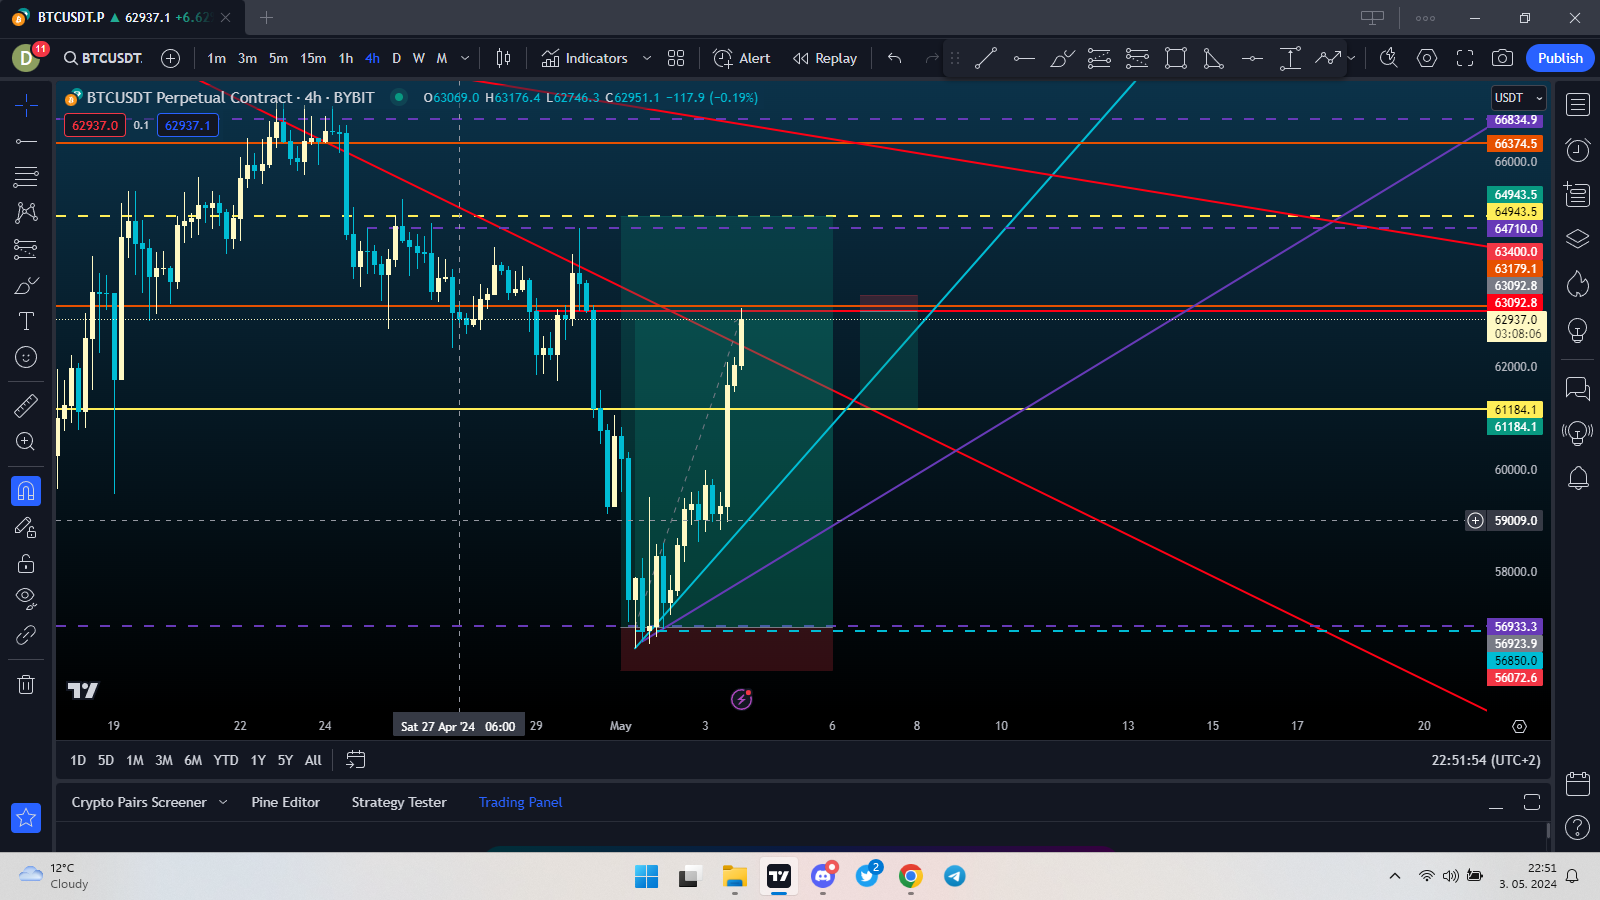 BTCUSDT.P ▲ 62937.1 +6.62
D 11 BTCUSDT. 1m 3m 5m 15m 1h 4h D W M Indicators Alert Replay Publish
BTCUSDT Perpetual Contract · 4h · BYBIT O63069.0 H63176.4 L62746.3 C62951.1 −117.9 (−0.19%)
USDT
62937.0 0.1 62937.1
66834.9
66374.5
66000.0
64943.5
64943.5
64710.0
63400.0
63179.1
63092.8
63092.8
62937.0
03:08:06
62000.0
61184.1
61184.1
60000.0
59009.0
58000.0
56933.3
56923.9
56850.0
56072.6
19 22 24 Sat 27 Apr '24 06:00 29 May 3 6 8 10 13 15 17 20
1D 5D 1M 3M 6M YTD 1Y 5Y All 22:51:54 (UTC+2)
Crypto Pairs Screener Pine Editor Strategy Tester Trading Panel
12°C
Cloudy
2
22:51
3. 05. 2024